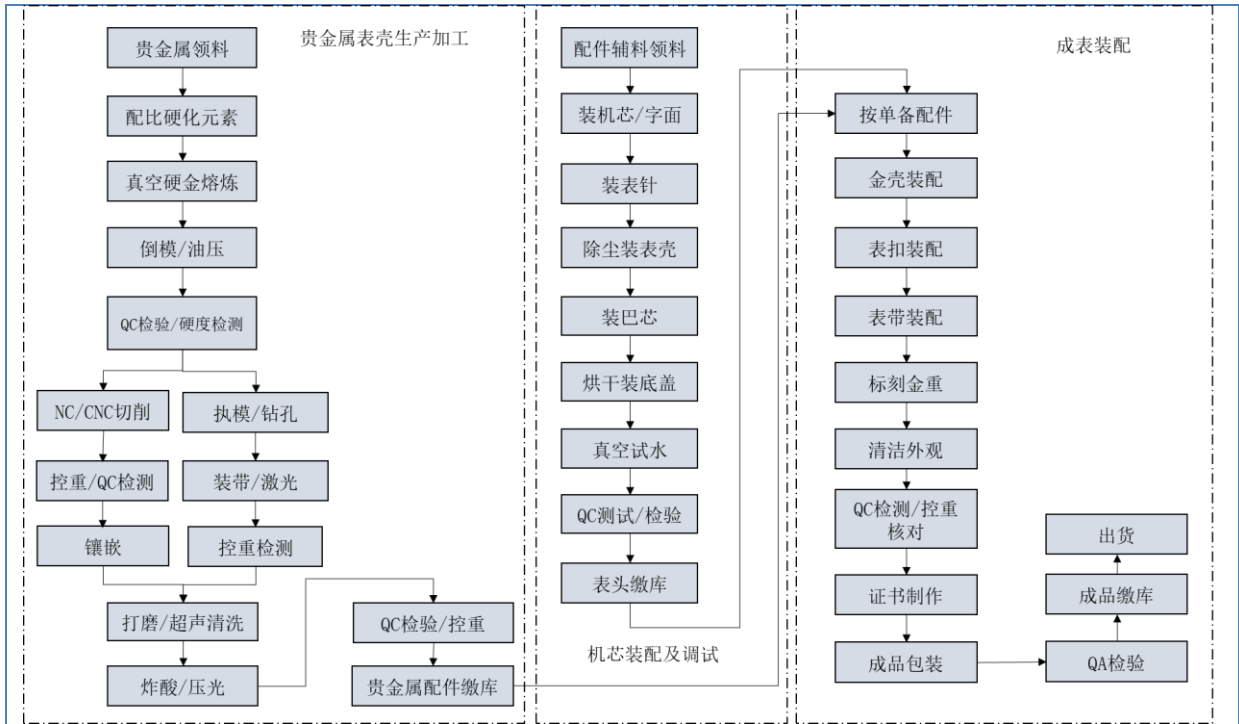 贵金属表壳生产加工
贵金属领料
配比硬化元素
真空硬金熔炼
倒模/油压
QC检验/硬度检测
NC/CNC切削
控重/QC检测
镶嵌
执模/钻孔
装带/激光
控重检测
打磨/超声清洗
炸酸/压光
QC检验/控重
贵金属配件缴库
配件辅料领料
装机芯/字面
装表针
除尘装表壳
装巴芯
烘干装底盖
真空试水
QC测试/检验
表头缴库
机芯装配及调试
成表装配
按单备配件
金壳装配
表扣装配
表带装配
标刻金重
清洁外观
QC检测/控重
核对
证书制作
成品包装
QA检验
成品缴库
出货